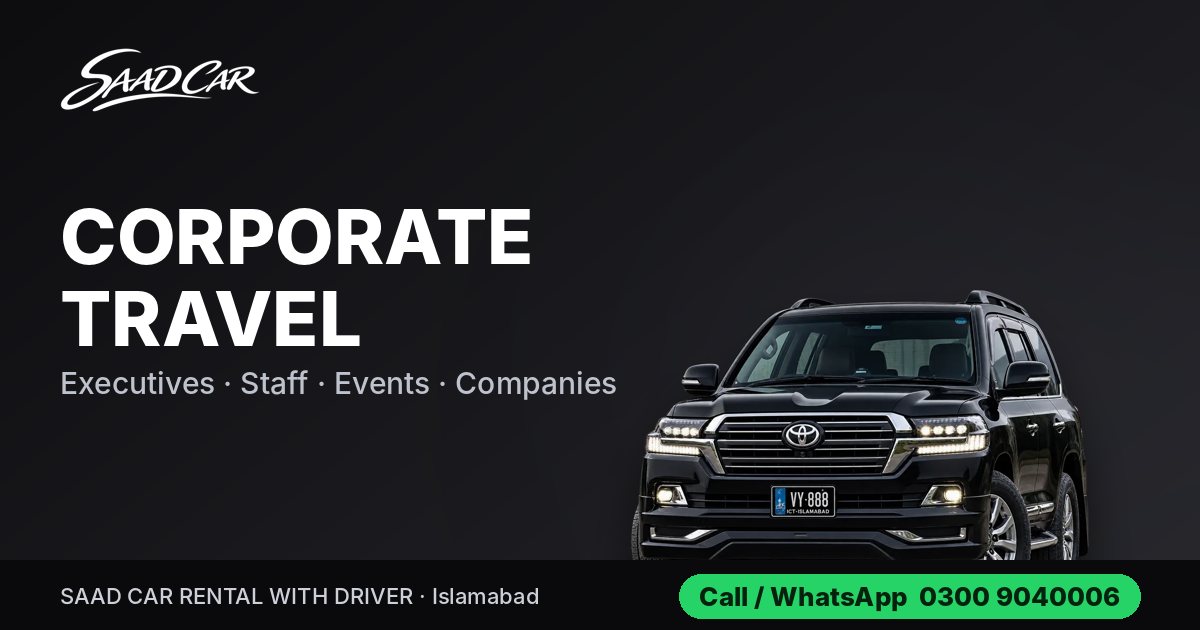 SAAD CAR
CORPORATE
TRAVEL
Executives · Staff · Events · Companies
VY-888
ICT-ISLAMABAD
SAAD CAR RENTAL WITH DRIVER · Islamabad
Call / WhatsApp 0300 9040006